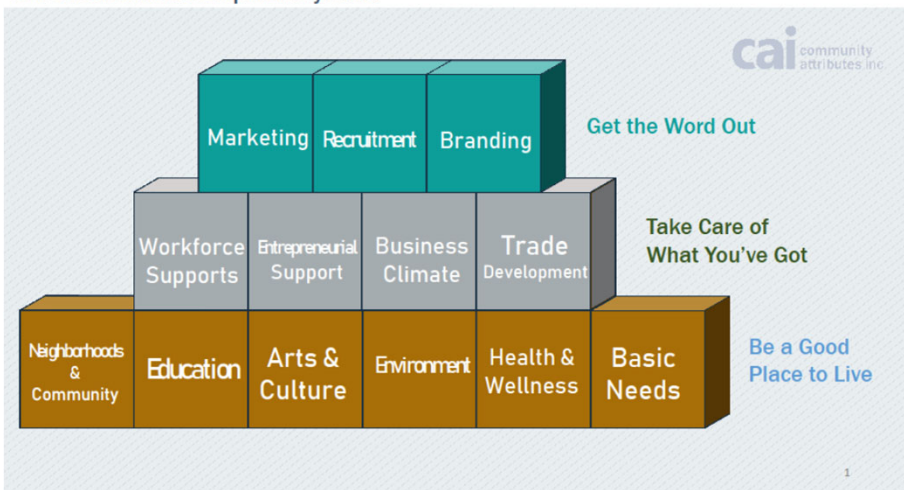 cai community
attributes inc
Marketing Recruitment Branding
Get the Word Out
Workforce
Supports
Entrepreneurial
Support
Business
Climate
Trade
Development
Take Care of
What You've Got
Neighborhoods
&
Community
Education
Arts &
Culture
Environment
Health &
Wellness
Basic
Needs
Be a Good
Place to Live
1